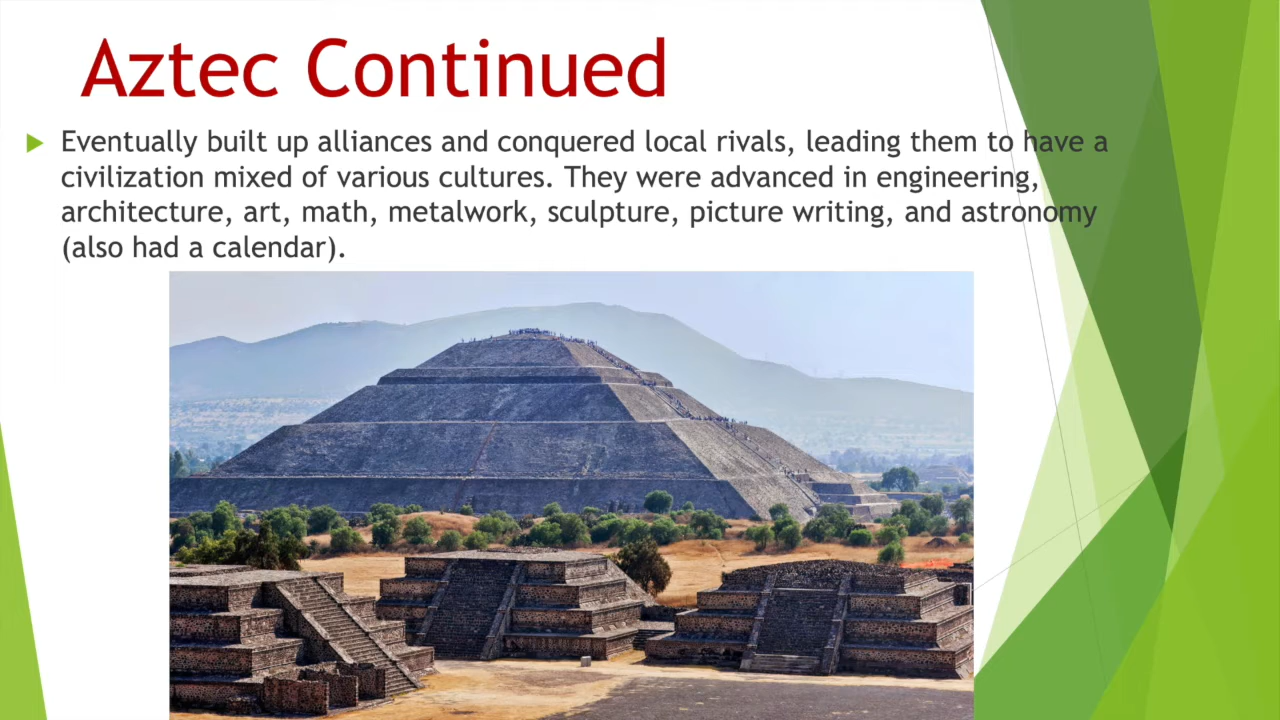 Aztec Continued
Eventually built up alliances and conquered local rivals, leading them to have a
civilization mixed of various cultures. They were advanced in engineering,
architecture, art, math, metalwork, sculpture, picture writing, and astronomy
(also had a calendar).